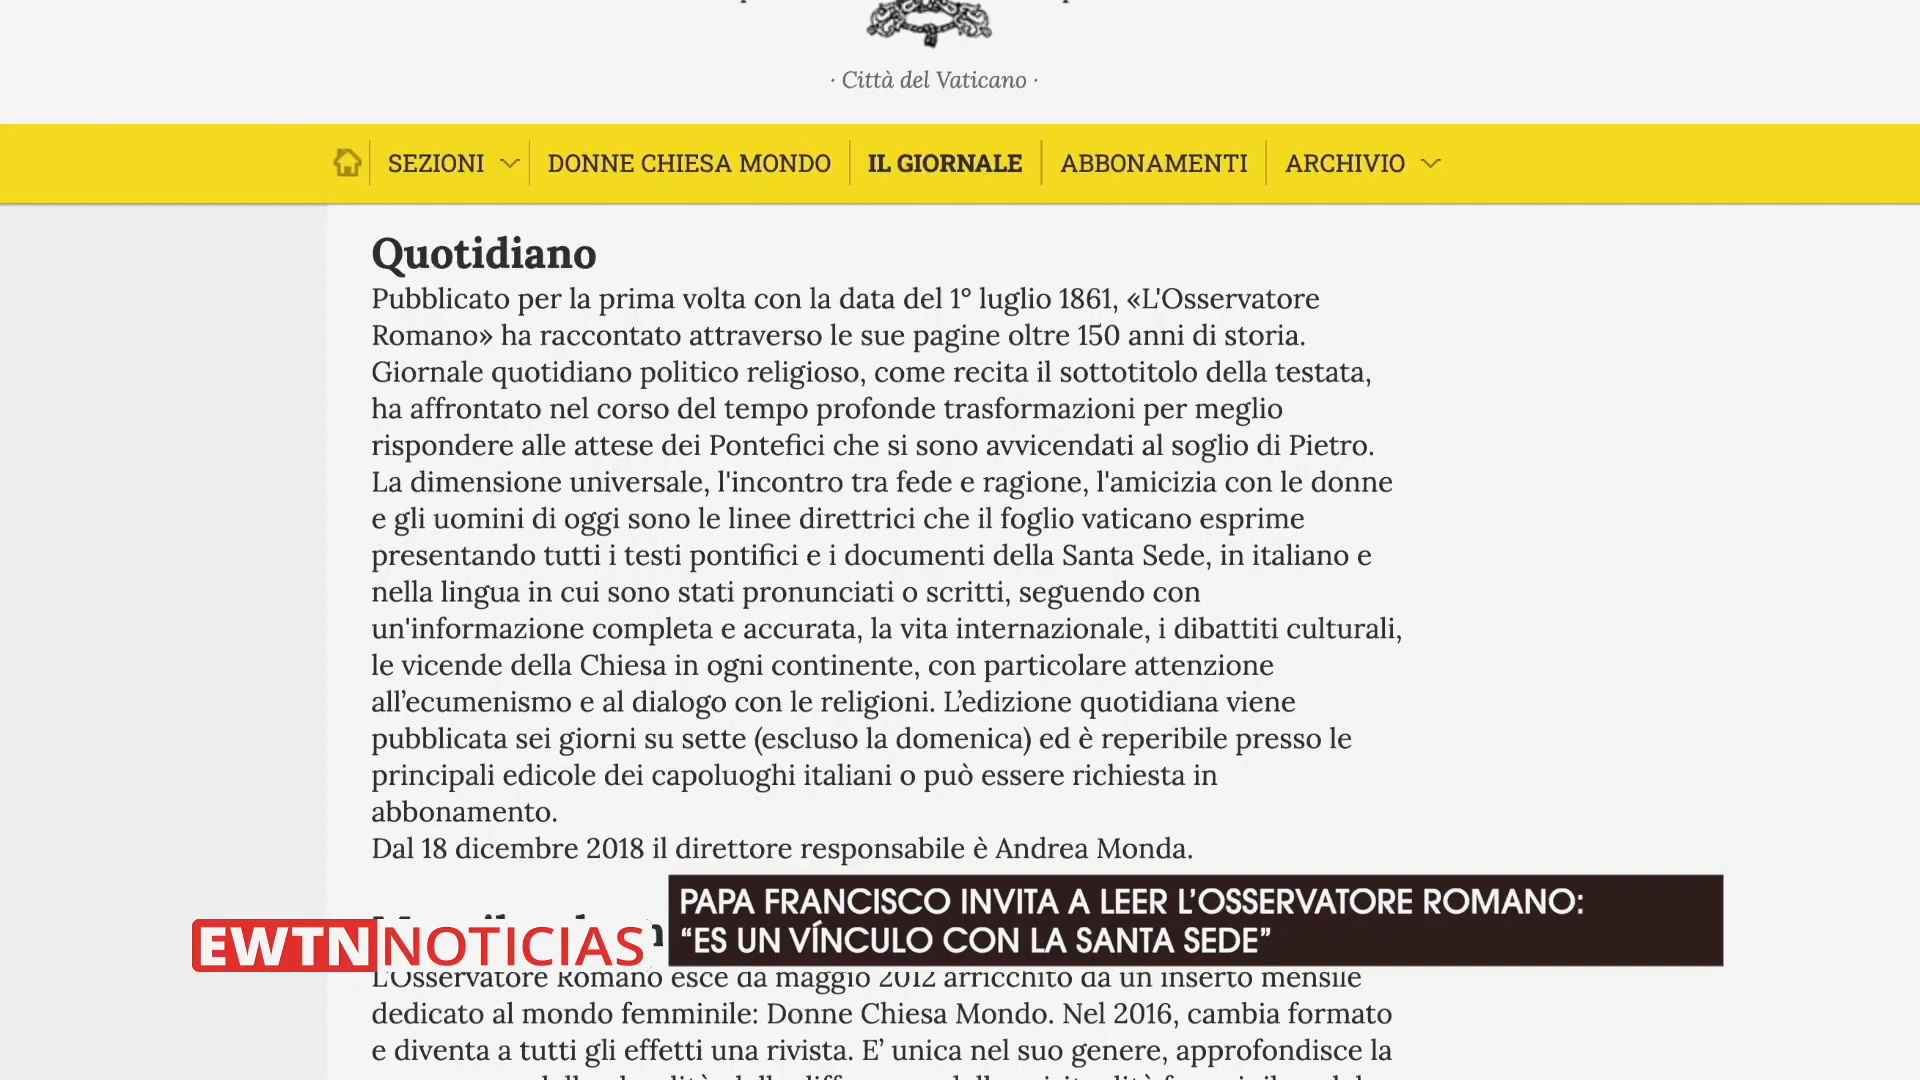 · Città del Vaticano ·
SEZIONI
DONNE CHIESA MONDO
IL GIORNALE
ABBONAMENTI
ARCHIVIO
Quotidiano
Pubblicato per la prima volta con la data del 1° luglio 1861, «L'Osservatore
Romano» ha raccontato attraverso le sue pagine oltre 150 anni di storia.
Giornale quotidiano politico religioso, come recita il sottotitolo della testata,
ha affrontato nel corso del tempo profonde trasformazioni per meglio
rispondere alle attese dei Pontefici che si sono avvicendati al soglio di Pietro.
La dimensione universale, l'incontro tra fede e ragione, l'amicizia con le donne
e gli uomini di oggi sono le linee direttrici che il foglio vaticano esprime
presentando tutti i testi pontifici e i documenti della Santa Sede, in italiano e
nella lingua in cui sono stati pronunciati o scritti, seguendo con
un'informazione completa e accurata, la vita internazionale, i dibattiti culturali,
le vicende della Chiesa in ogni continente, con particolare attenzione
all’ecumenismo e al dialogo con le religioni. L’edizione quotidiana viene
pubblicata sei giorni su sette (escluso la domenica) ed è reperibile presso le
principali edicole dei capoluoghi italiani o può essere richiesta in
abbonamento.
Dal 18 dicembre 2018 il direttore responsabile è Andrea Monda.
PAPA FRANCISCO INVITA A LEER L’OSSERVATORE ROMANO:
“ES UN VÍNCULO CON LA SANTA SEDE”
EWTN NOTICIAS
L'Osservatore Romano esce da maggio 2012 arricchito da un inserto mensile
dedicato al mondo femminile: Donne Chiesa Mondo. Nel 2016, cambia formato
e diventa a tutti gli effetti una rivista. E’ unica nel suo genere, approfondisce la